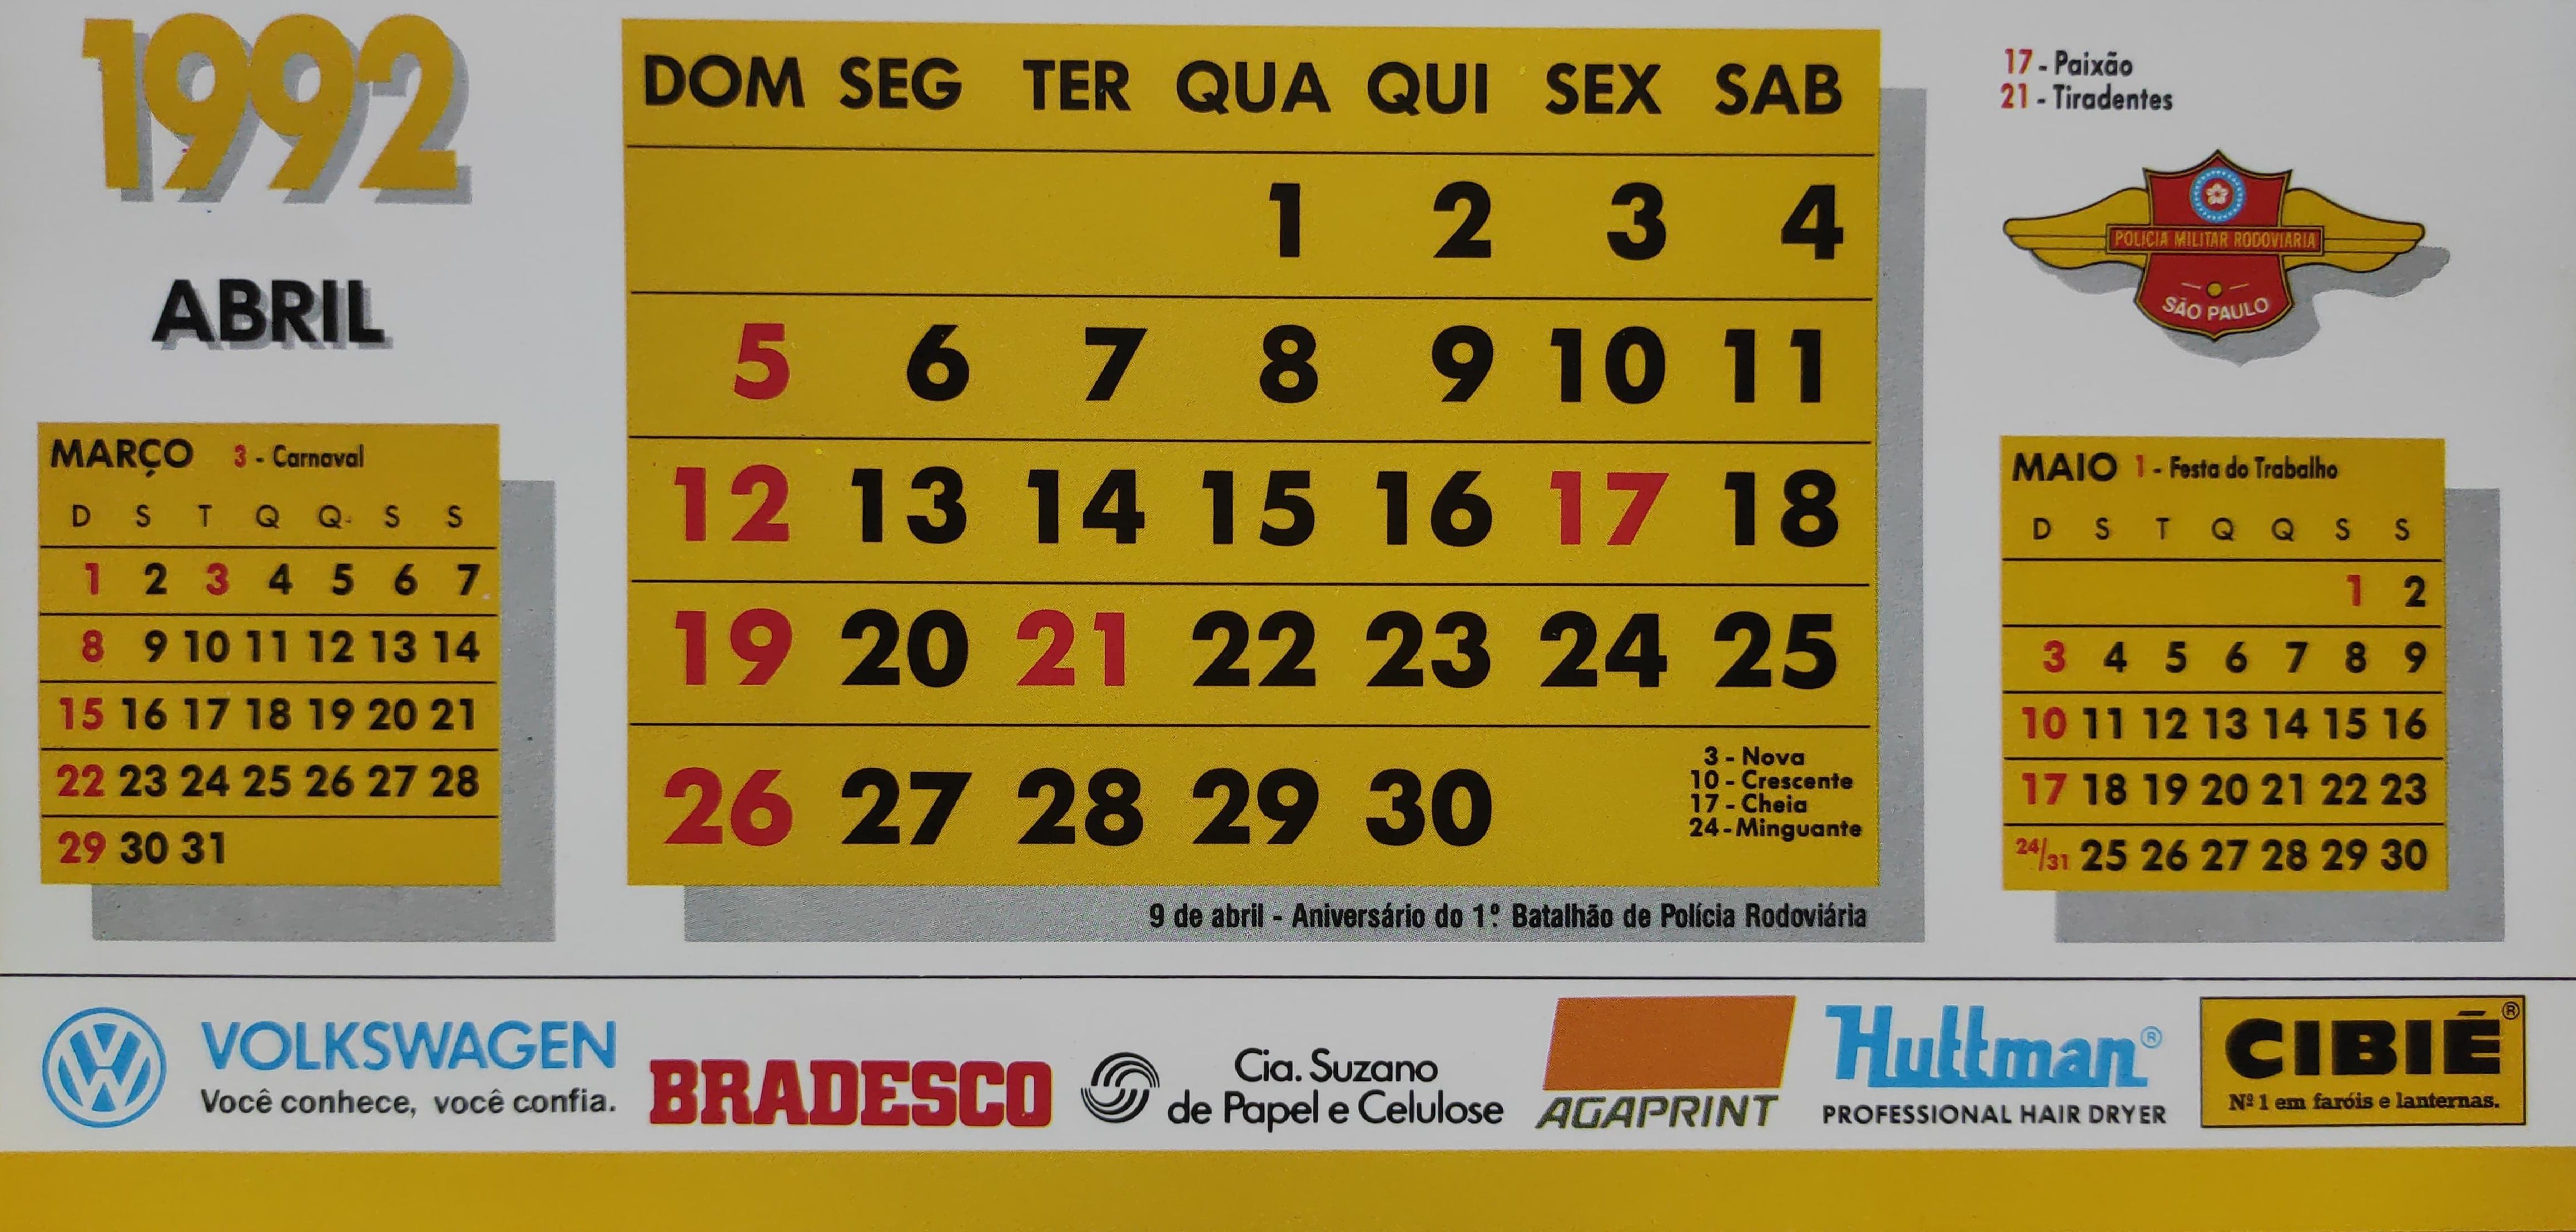 1992
ABRIL
MARÇO 3 - Carnaval
D S T Q Q S S
1 2 3 4 5 6 7
8 9 10 11 12 13 14
15 16 17 18 19 20 21
22 23 24 25 26 27 28
29 30 31
DOM SEG TER QUA QUI SEX SAB
1 2 3 4
5 6 7 8 9 10 11
12 13 14 15 16 17 18
19 20 21 22 23 24 25
26 27 28 29 30
3 - Nova
10 - Crescente
17 - Cheia
24 - Minguante
9 de abril - Aniversário do 1º Batalhão de Polícia Rodoviária
17 - Paixão
21 - Tiradentes
POLÍCIA MILITAR RODOVIÁRIA
SÃO PAULO
MAIO 1 - Festa do Trabalho
D S T Q Q S S
1 2
3 4 5 6 7 8 9
10 11 12 13 14 15 16
17 18 19 20 21 22 23
24/31 25 26 27 28 29 30
VOLKSWAGEN
Você conhece, você confia.
BRADESCO
Cia. Suzano
de Papel e Celulose
AGAPRINT
Huttman®
PROFESSIONAL HAIR DRYER
CIBIÉ®
Nº 1 em faróis e lanternas.